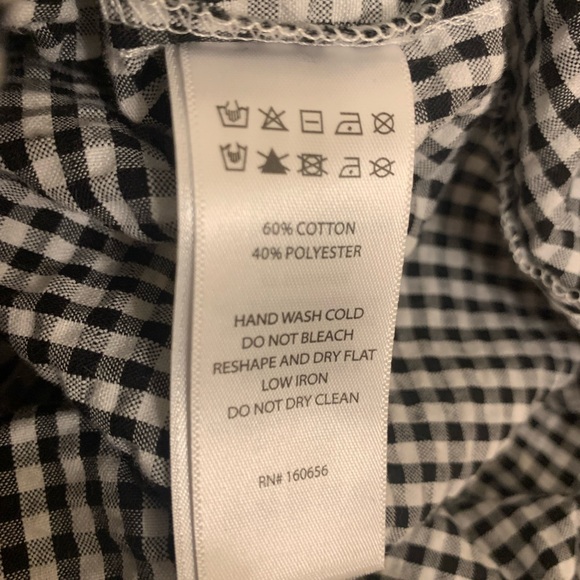 60% COTTON
40% POLYESTER
HAND WASH COLD
DO NOT BLEACH
RESHAPE AND DRY FLAT
LOW IRON
DO NOT DRY CLEAN
RN# 160656